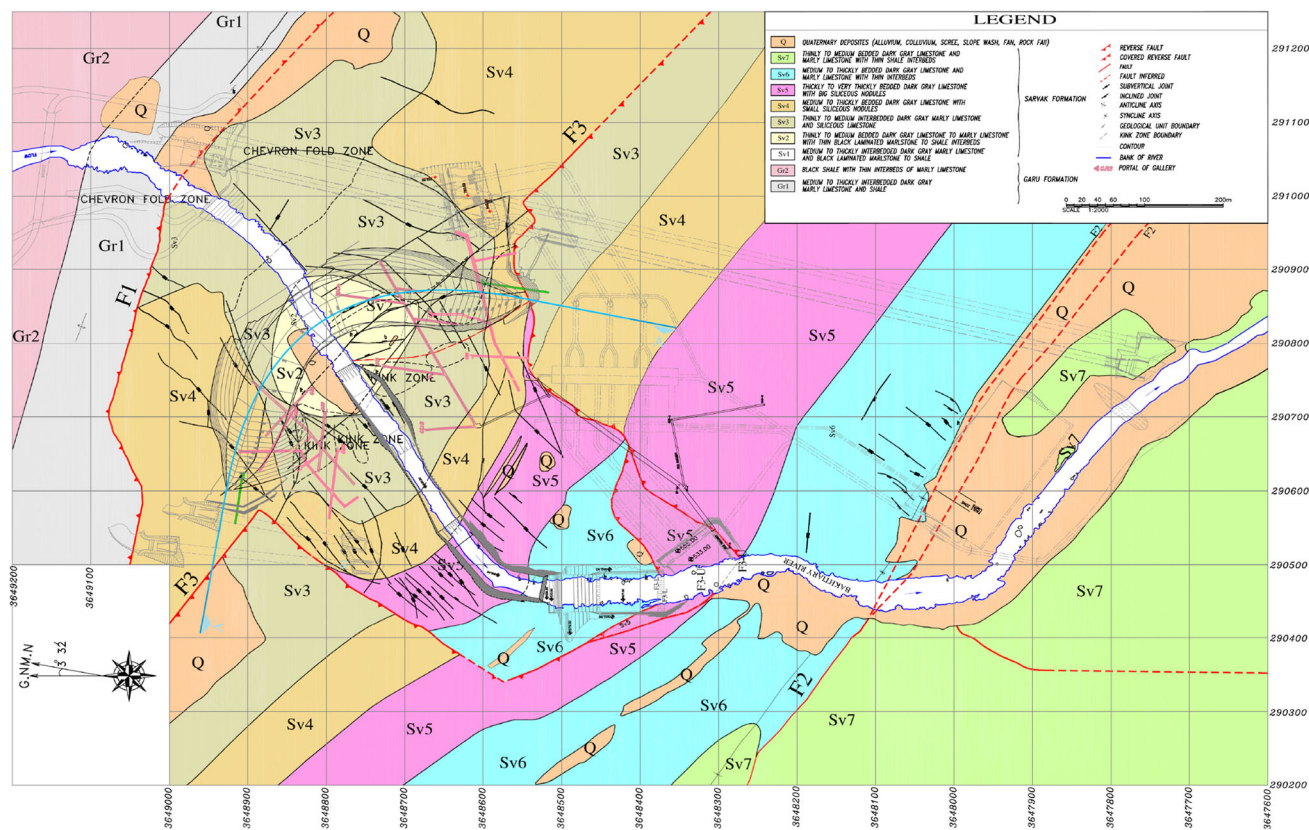 LEGEND
Q QUATERNARY DEPOSITES (ALLUVIUM, COLLUVIUM, SCREE, SLOPE WASH, FAN, ROCK FALL)
Sv7 THINLY TO MEDIUM BEDDED DARK GRAY LIMESTONE AND
MARLY LIMESTONE WITH THIN SHALE INTERBEDS
Sv6 MEDIUM TO THICKLY BEDDED DARK GRAY LIMESTONE AND
MARLY LIMESTONE WITH THIN INTERBEDS
Sv5 THICKLY TO VERY THICKLY BEDDED DARK GRAY LIMESTONE
WITH BIG SILICEOUS NODULES
Sv4 MEDIUM TO THICKLY BEDDED DARK GRAY LIMESTONE WITH
SMALL SILICEOUS NODULES
Sv3 THINLY TO MEDIUM INTERBEDDED DARK GRAY MARLY LIMESTONE
AND SILICEOUS LIMESTONE
Sv2 THINLY TO MEDIUM BEDDED DARK GRAY LIMESTONE TO MARLY LIMESTONE
WITH THIN BLACK LAMINATED MARLSTONE TO SHALE INTERBEDS
Sv1 MEDIUM TO THICKLY INTERBEDDED DARK GRAY MARLY LIMESTONE
AND BLACK LAMINATED MARLSTONE TO SHALE
Gr2 BLACK SHALE WITH THIN INTERBEDS OF MARLY LIMESTONE
Gr1 MEDIUM TO THICKLY INTERBEDDED DARK GRAY
MARLY LIMESTONE AND SHALE
SARVAK FORMATION
GARU FORMATION
REVERSE FAULT
COVERED REVERSE FAULT
FAULT
FAULT INFERRED
SUBVERTICAL JOINT
INCLINED JOINT
ANTICLINE AXIS
SYNCLINE AXIS
GEOLOGICAL UNIT BOUNDARY
KINK ZONE BOUNDARY
CONTOUR
BANK OF RIVER
PORTAL OF GALLERY
0 20 40 60 100 200m
SCALE 1:2000
Gr1
Q
Gr2
Sv4
Q
F3
Sv3
CHEVRON FOLD ZONE
Sv3
FLOW
CHEVRON FOLD ZONE
Sv3
Sv4
Gr1
Sv3
F2
F2
F1
Q
Q
Sv3
Gr2
Sv5
Sv2
Sv4
Sv5
Sv7
KINK ZONE
Sv3
KINK ZONE
KINK ZONE
Sv6
Sv7
Sv4
Q
Sv5
Q
Sv3
Q
Q
Sv6
Sv5
Sv4
Sv5
535.00
BAKHTIARY RIVER
F3
Sv3
Q
Sv7
Q
Sv6
Q
Sv5
Q
Q
Sv6
F2
Sv7
Sv4
Sv5
Q
Sv6
Sv7
G.N M.N
3° 32'
291200
291100
291000
290900
290800
290700
290600
290500
290400
290300
290200
3649200
3649100
3649000
3648900
3648800
3648700
3648600
3648500
3648400
3648300
3648200
3648100
3648000
3647900
3647800
3647700
3647600